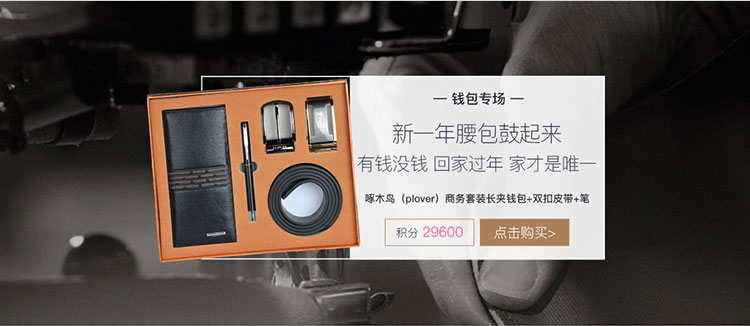 — 钱包专场 —
新一年腰包鼓起来
有钱没钱 回家过年 家才是唯一
啄木鸟（plover）商务套装长夹钱包+双扣皮带+笔
积分 29600
点击购买>